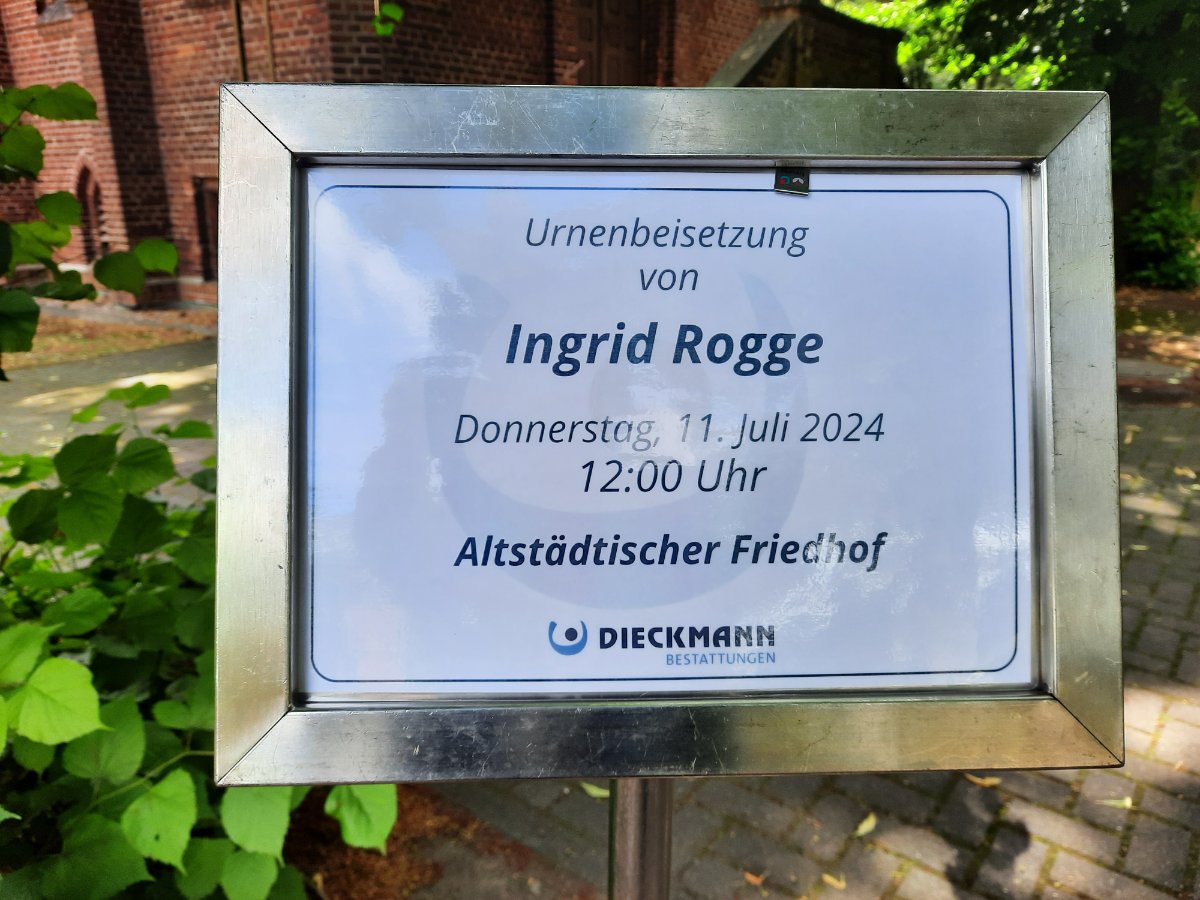 Urnenbeisetzung
von
Ingrid Rogge
Donnerstag, 11. Juli 2024
12:00 Uhr
Altstädtischer Friedhof
DIECKMANN
BESTATTUNGEN